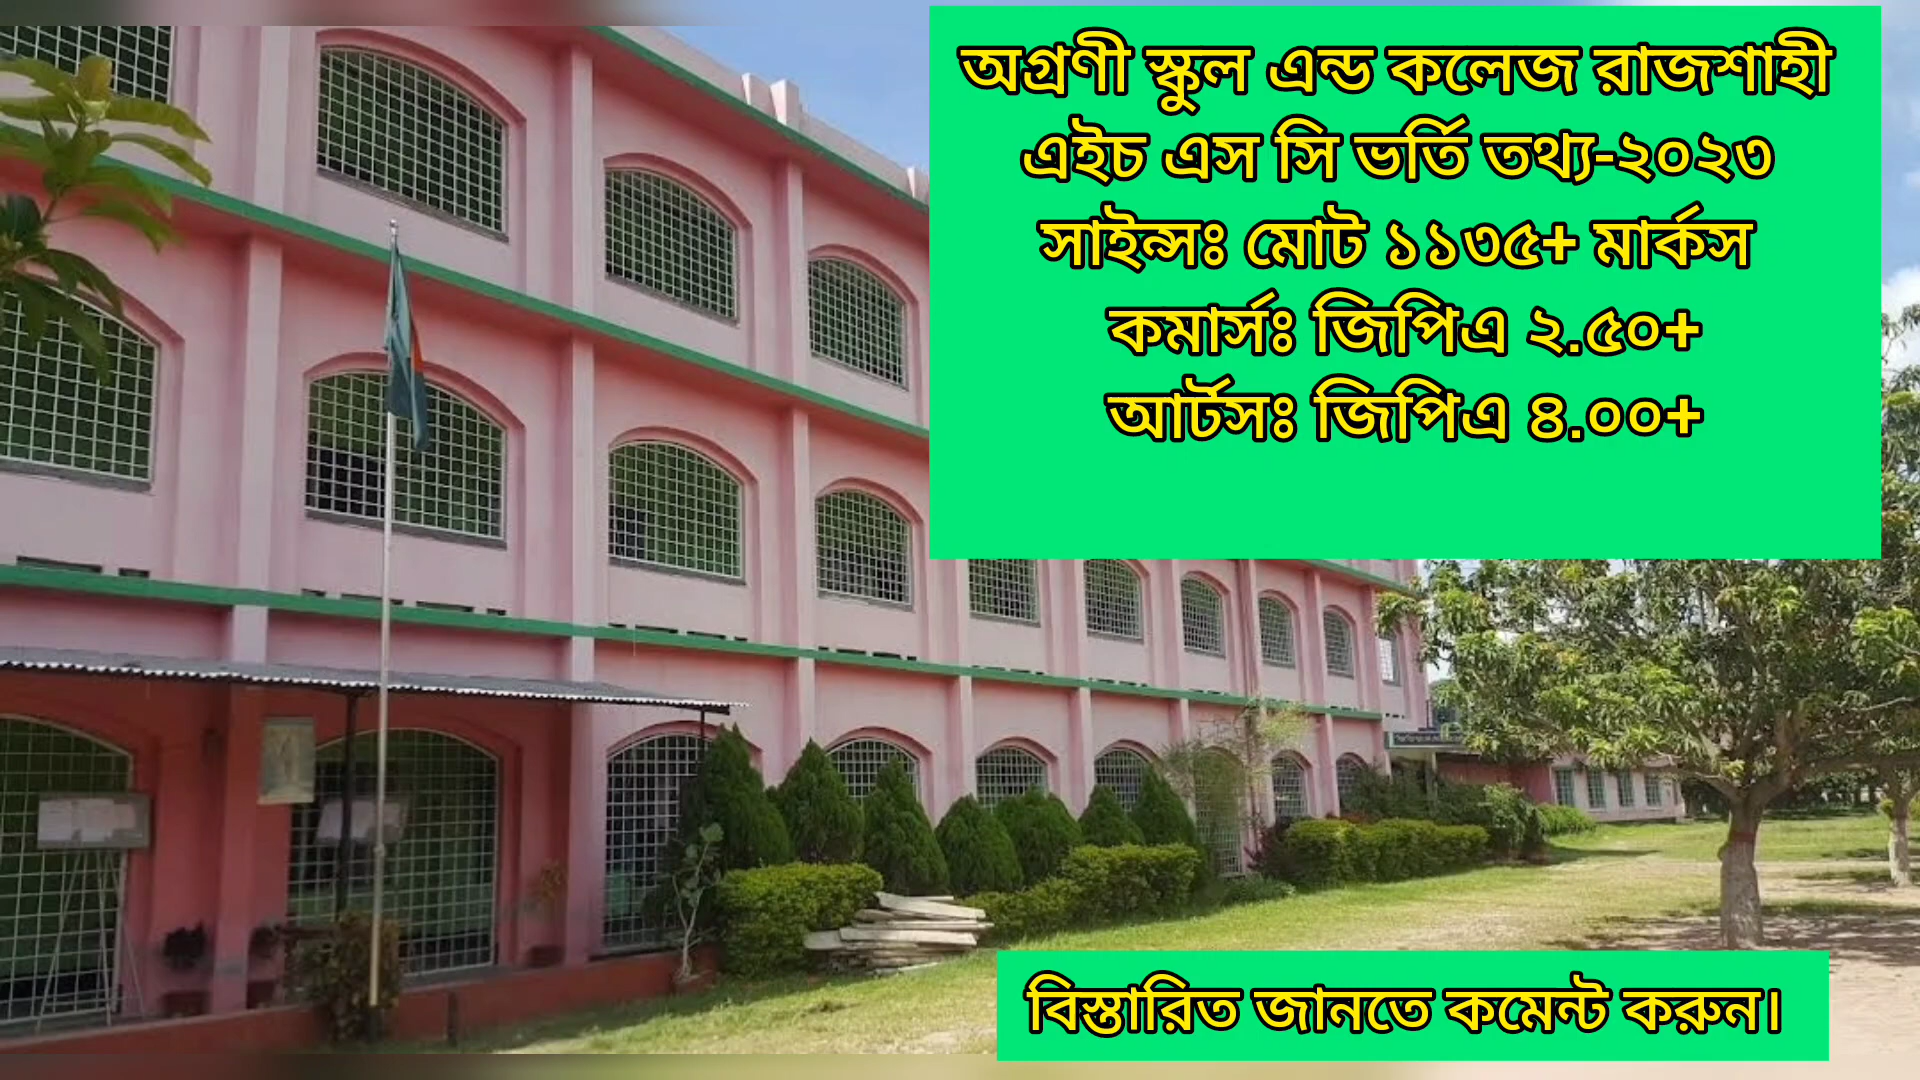 অগ্রণী স্কুল এন্ড কলেজ রাজশাহী
এইচ এস সি ভর্তি তথ্য-২০২৩
সাইন্সঃ মোট ১১৩৫+ মার্কস
কমার্সঃ জিপিএ ২.৫০+
আর্টসঃ জিপিএ ৪.০০+
বিস্তারিত জানতে কমেন্ট করুন।